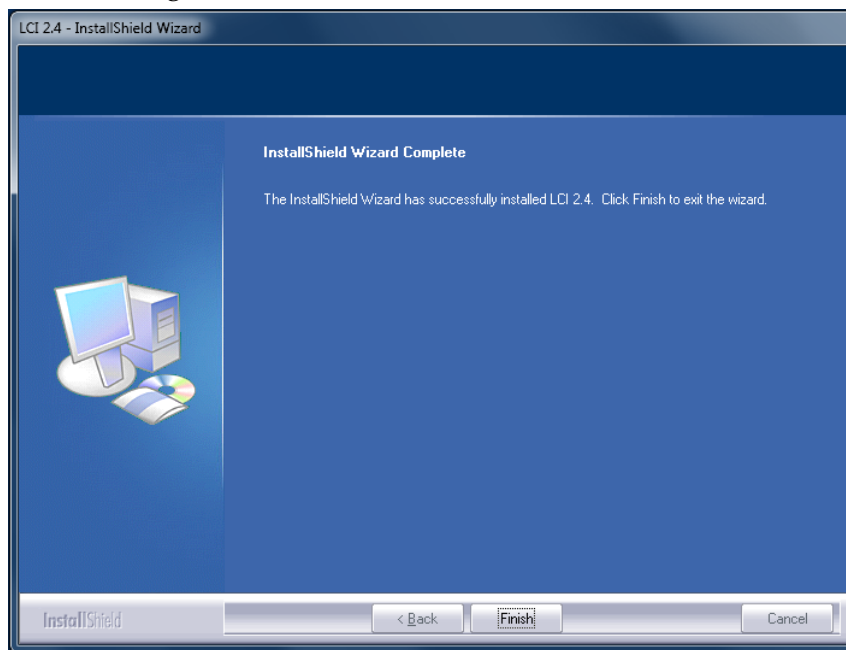 LCI 2.4 - InstallShield Wizard
InstallShield Wizard Complete
The InstallShield Wizard has successfully installed LCI 2.4. Click Finish to exit the wizard.
InstallShield
< Back
Finish
Cancel